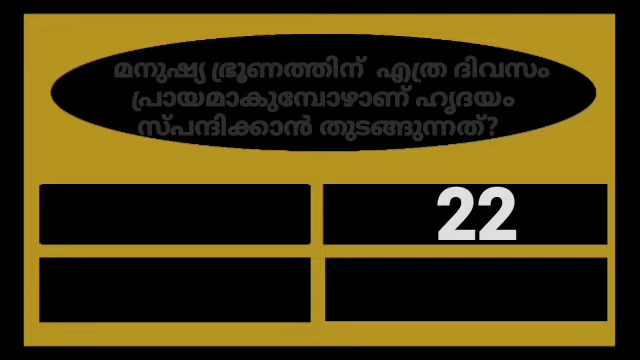 മനുഷ്യ ഭ്രൂണത്തിന് എത്ര ദിവസം
പ്രായമാകുമ്പോഴാണ് ഹൃദയം
സ്പന്ദിക്കാൻ തുടങ്ങുന്നത്?
22